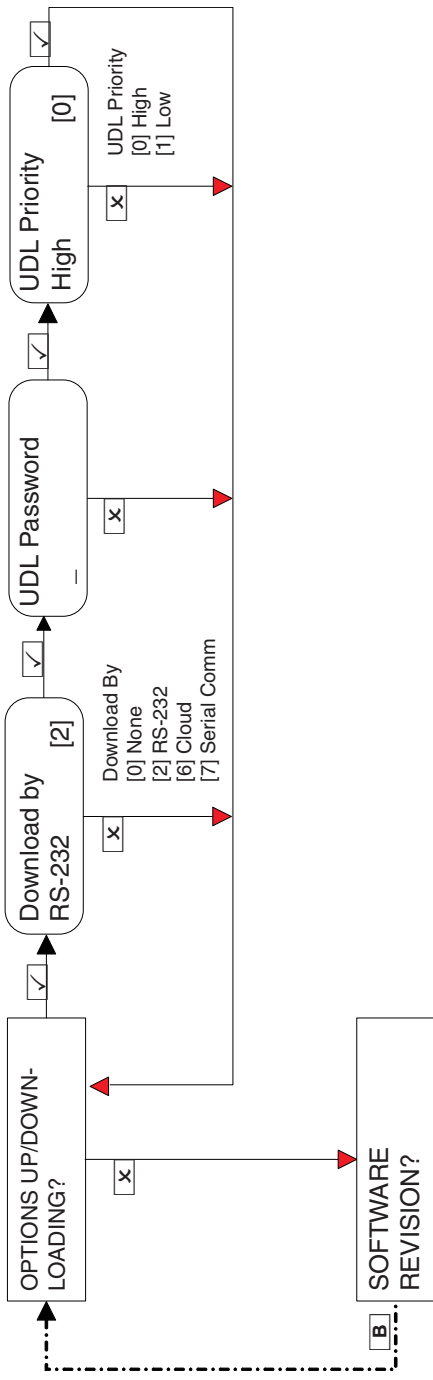 OPTIONS UP/DOWN-
LOADING?
✓
Download by
RS-232 [2]
✓
UDL Password
_
✓
UDL Priority
High [0]
✓
x
Download By
[0] None
[2] RS-232
[6] Cloud
[7] Serial Comm
x
x
UDL Priority
[0] High
[1] Low
x
B
SOFTWARE
REVISION?